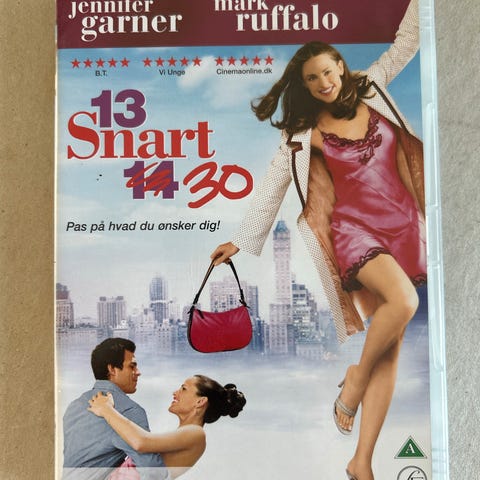 jennifer garner
mark ruffalo
★★★★★ ★★★★★ ★★★★★
B.T. Vi Unge Cinemaonline.dk
13
Snart
14 30
Pas på hvad du ønsker dig!
A